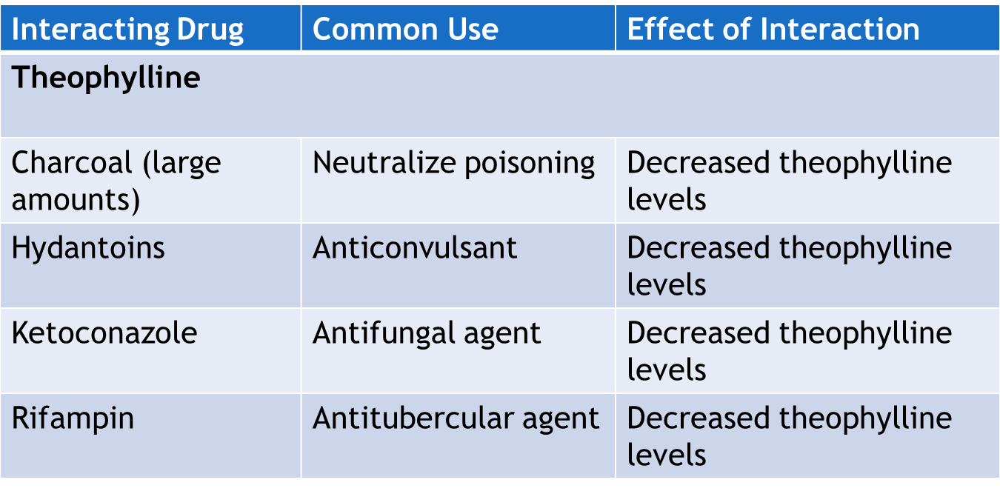 Interacting Drug Common Use Effect of Interaction
Theophylline
Charcoal (large amounts) Neutralize poisoning Decreased theophylline levels
Hydantoins Anticonvulsant Decreased theophylline levels
Ketoconazole Antifungal agent Decreased theophylline levels
Rifampin Antitubercular agent Decreased theophylline levels